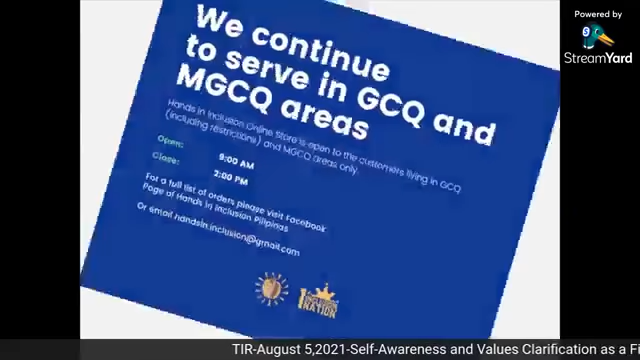 We continue
to serve in GCQ and
MGCQ areas
Hands in Inclusion Online Store is open to the customers living in GCQ
(including restrictions) and MGCQ areas only.
Open: 9:00 AM
Close: 2:00 PM
For a full list of orders please visit Facebook
Page of Hands in Inclusion Pilipinas
Or email handsin.inclusion@gmail.com
INCLUSION
NATION
Powered by
StreamYard
TIR-August 5,2021-Self-Awareness and Values Clarification as a Fi